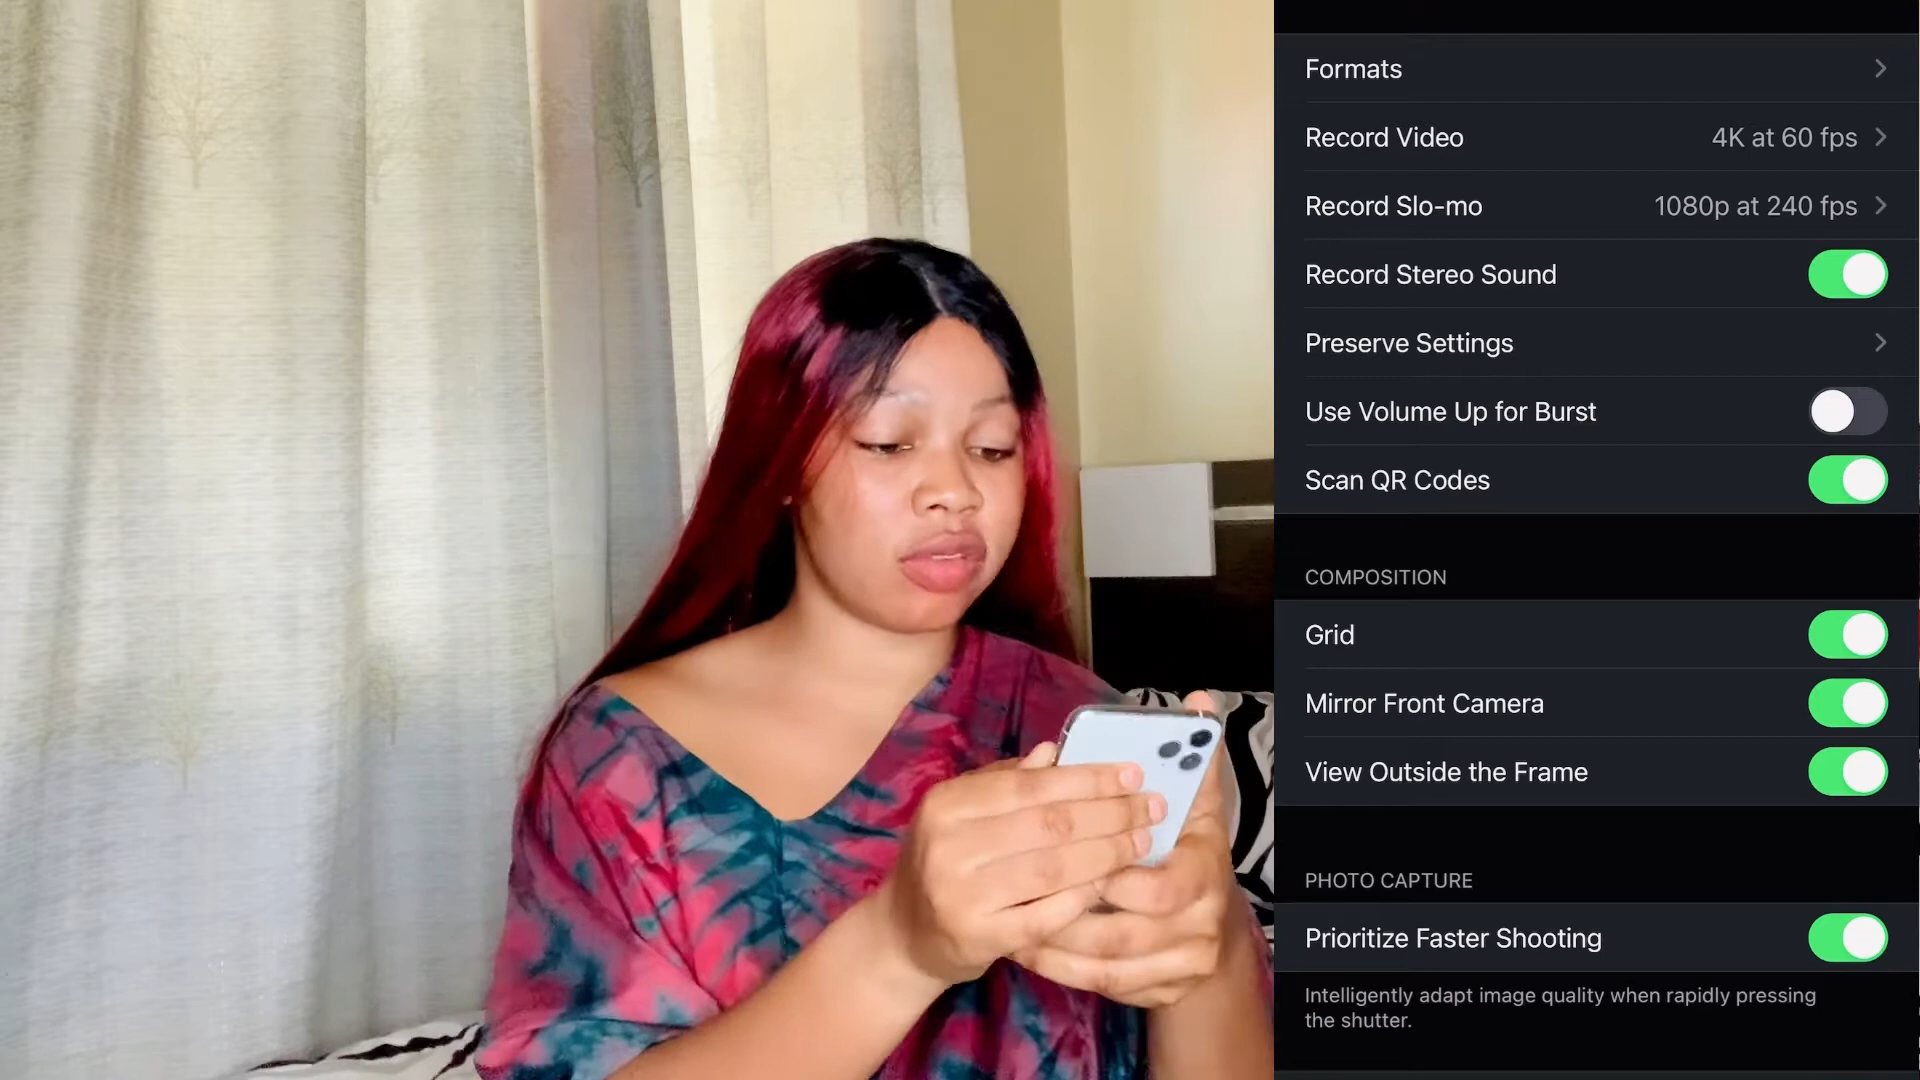 Formats
Record Video 4K at 60 fps
Record Slo-mo 1080p at 240 fps
Record Stereo Sound
Preserve Settings
Use Volume Up for Burst
Scan QR Codes
COMPOSITION
Grid
Mirror Front Camera
View Outside the Frame
PHOTO CAPTURE
Prioritize Faster Shooting
Intelligently adapt image quality when rapidly pressing
the shutter.